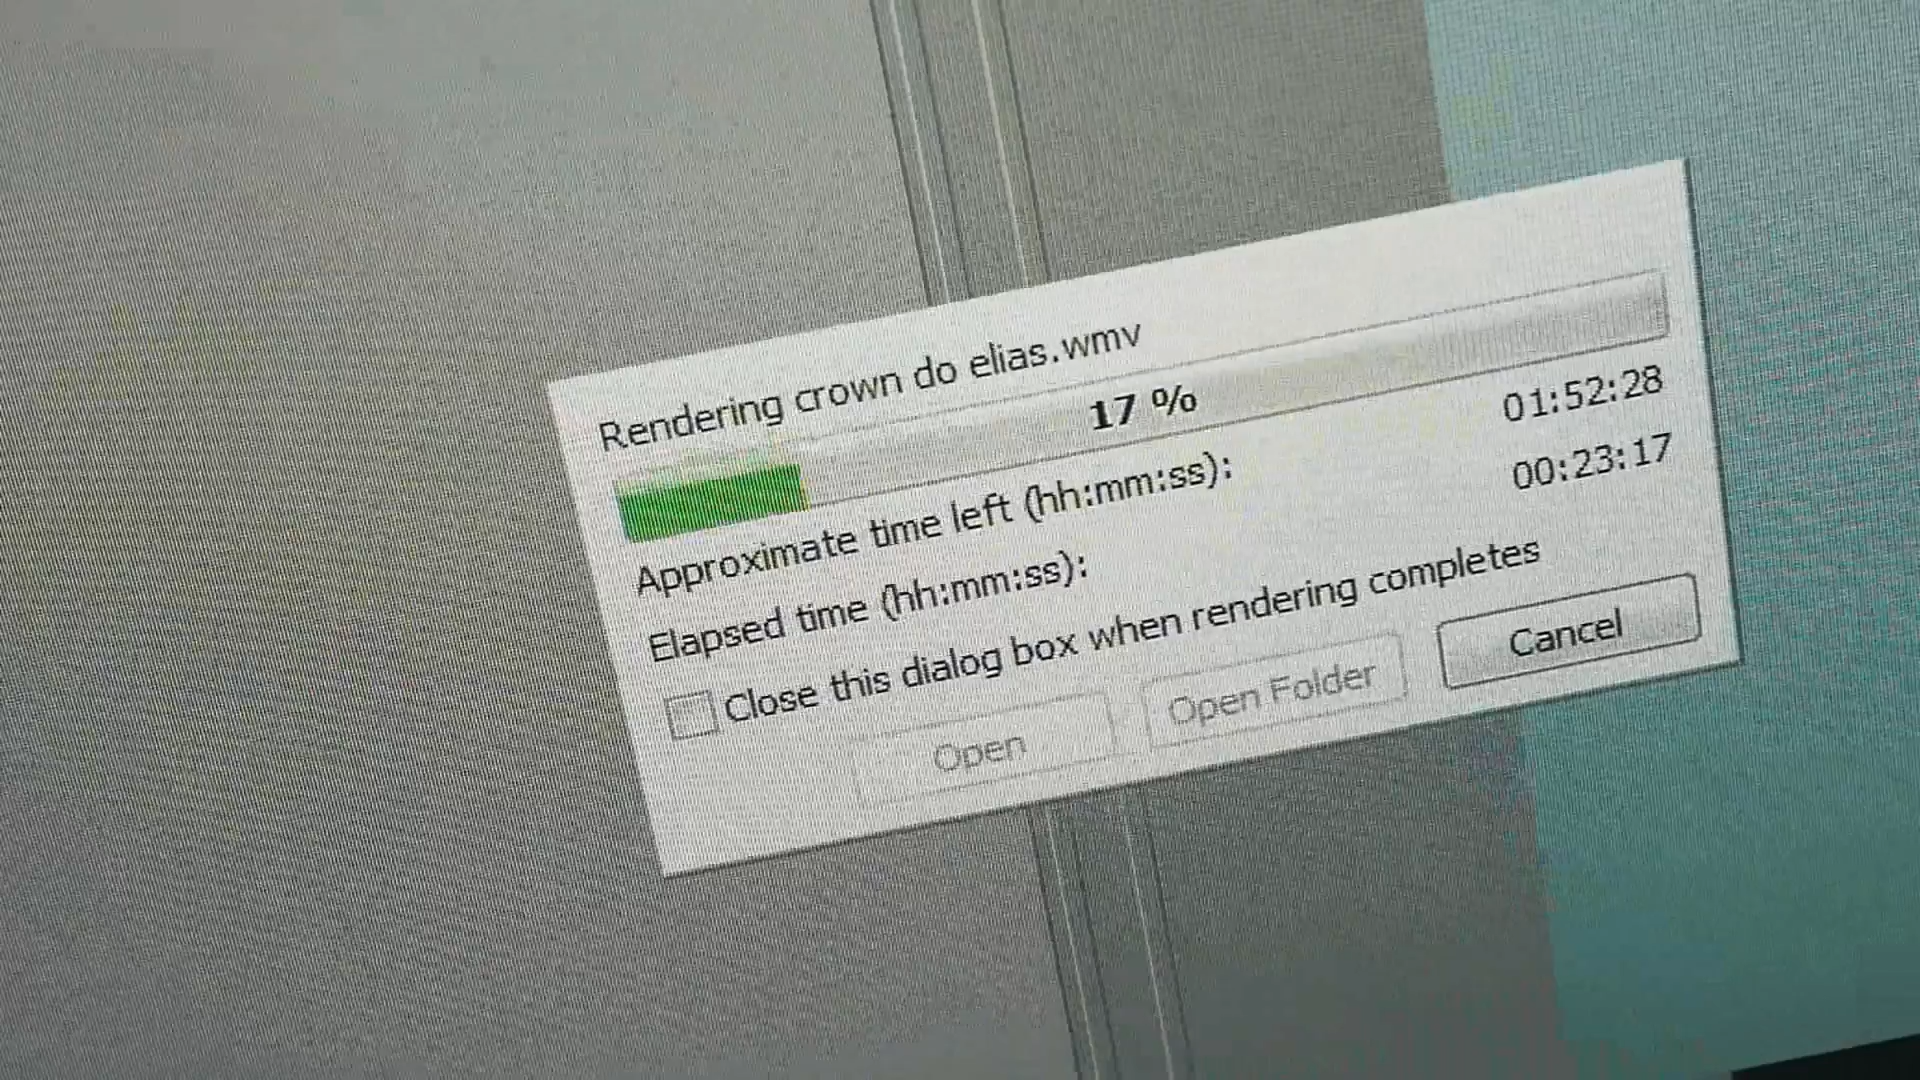 Rendering crown do elias.wmv
17 %
Approximate time left (hh:mm:ss): 01:52:28
Elapsed time (hh:mm:ss): 00:23:17
Close this dialog box when rendering completes
Open Open Folder Cancel